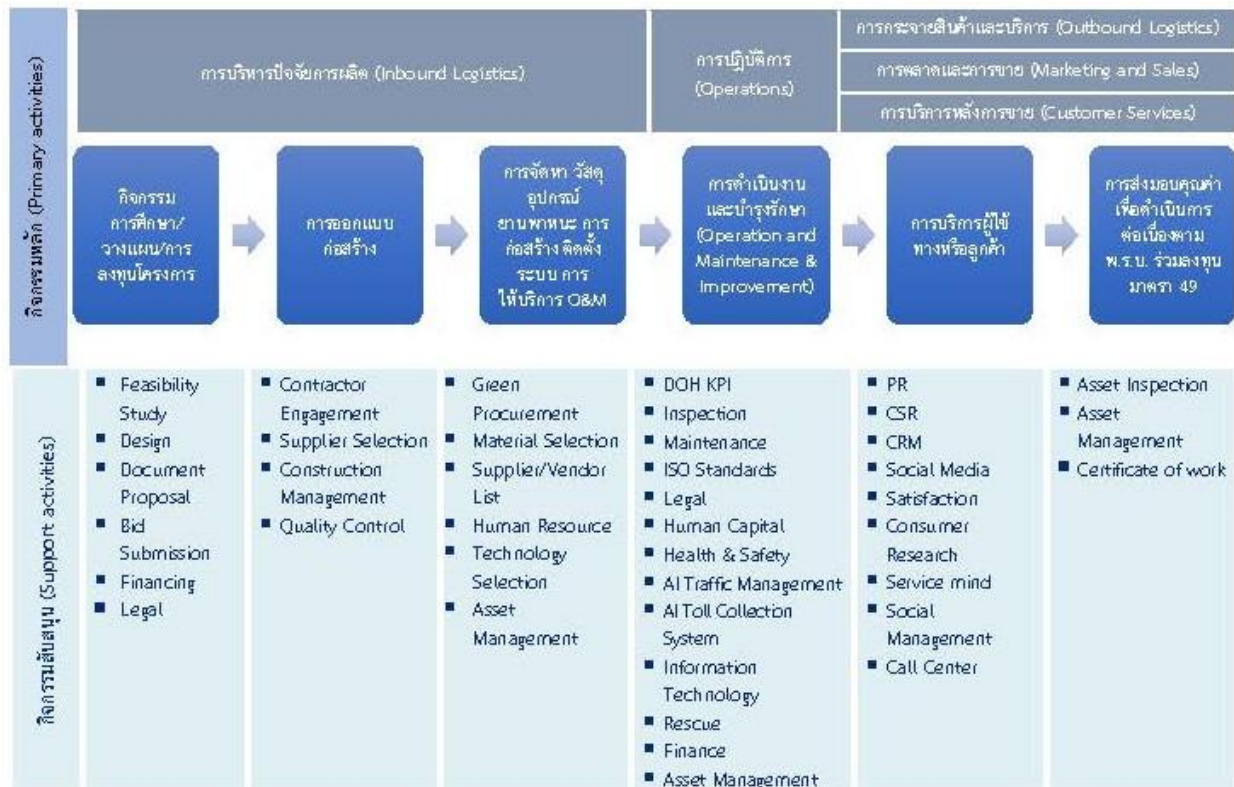 กิจกรรมหลัก (Primary activities)
การบริหารปัจจัยการผลิต (Inbound Logistics)
การปฏิบัติการ
(Operations)
การกระจายสินค้าและบริการ (Outbound Logistics)
การตลาดและการขาย (Marketing and Sales)
การบริการหลังการขาย (Customer Services)
กิจกรรม
การศึกษา/
วางแผน/การ
ลงทุนโครงการ
การออกแบบ
ก่อสร้าง
การจัดหา วัสดุ
อุปกรณ์
ยานพาหนะ การ
ก่อสร้าง ติดตั้ง
ระบบ การ
ให้บริการ O&M
การดำเนินงาน
และบำรุงรักษา
(Operation and
Maintenance &
Improvement)
การบริการผู้ใช้
ทางหรือลูกค้า
การส่งมอบคุณค่า
เพื่อดำเนินการ
ต่อเนื่องตาม
พ.ร.บ. ร่วมลงทุน
มาตรา 49
กิจกรรมสนับสนุน (Support activities)
▪ Feasibility
Study
▪ Design
▪ Document
Proposal
▪ Bid
Submission
▪ Financing
▪ Legal
▪ Contractor
Engagement
▪ Supplier Selection
▪ Construction
Management
▪ Quality Control
▪ Green
Procurement
▪ Material Selection
▪ Supplier/Vendor
List
▪ Human Resource
▪ Technology
Selection
▪ Asset
Management
▪ DOH KPI
▪ Inspection
▪ Maintenance
▪ ISO Standards
▪ Legal
▪ Human Capital
▪ Health & Safety
▪ AI Traffic Management
▪ AI Toll Collection
System
▪ Information
Technology
▪ Rescue
▪ Finance
▪ Asset Management
▪ PR
▪ CSR
▪ CRM
▪ Social Media
▪ Satisfaction
▪ Consumer
Research
▪ Service mind
▪ Social
Management
▪ Call Center
▪ Asset Inspection
▪ Asset
Management
▪ Certificate of work